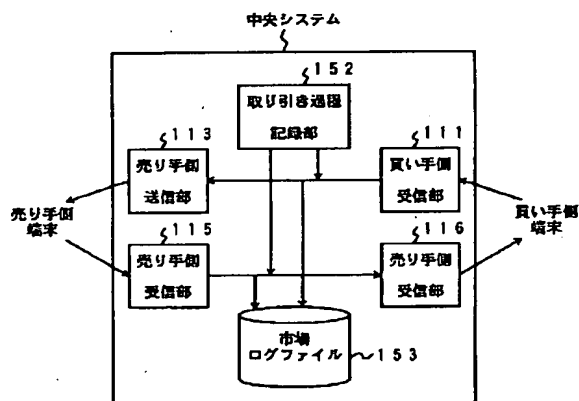 中央システム
152
取り引き過程
記録部
113
売り手側
送信部
111
買い手側
受信部
売り手側
端末
買い手側
端末
115
売り手側
受信部
116
売り手側
受信部
市場
ログファイル
153